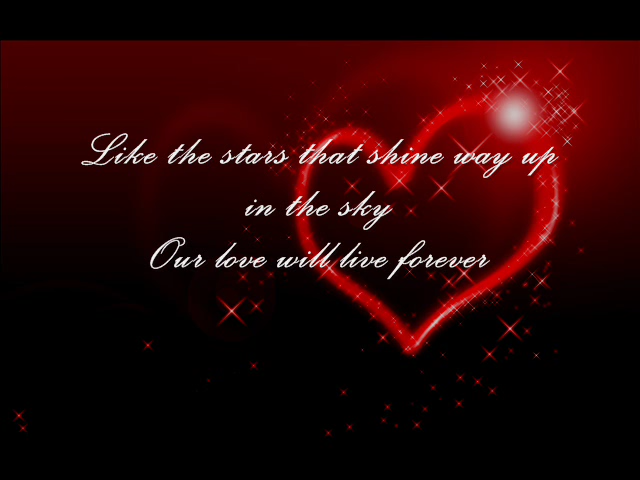 Like the stars that shine way up
in the sky
Our love will live forever